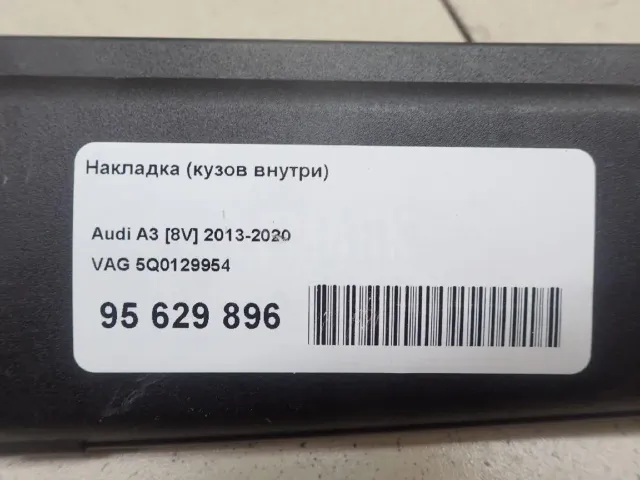 Накладка (кузов внутри)
Audi A3 [8V] 2013-2020
VAG 5Q0129954
95 629 896